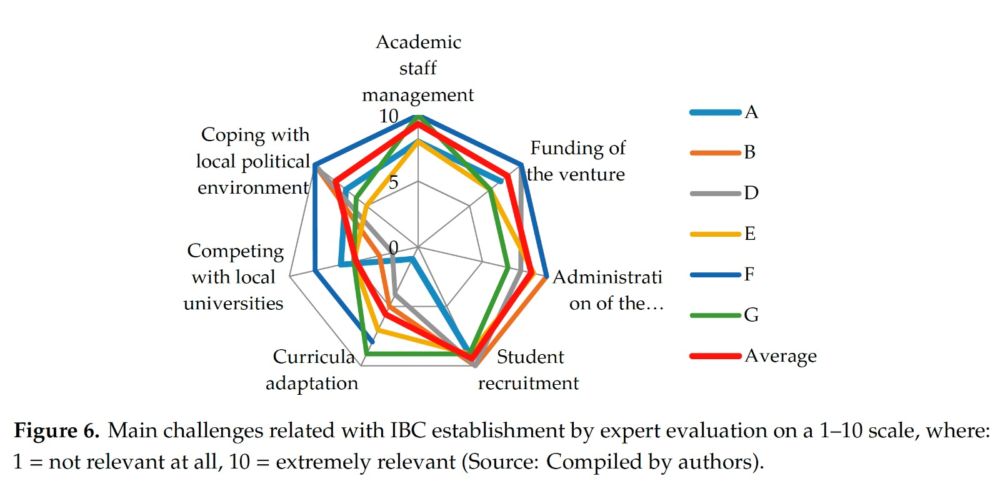 Academic
staff
management
10
5
0
Funding of
the venture
Administrati
on of the...
Student
recruitment
Curricula
adaptation
Competing
with local
universities
Coping with
local political
environment
A
B
D
E
F
G
Average
Figure 6. Main challenges related with IBC establishment by expert evaluation on a 1–10 scale, where:
1 = not relevant at all, 10 = extremely relevant (Source: Compiled by authors).